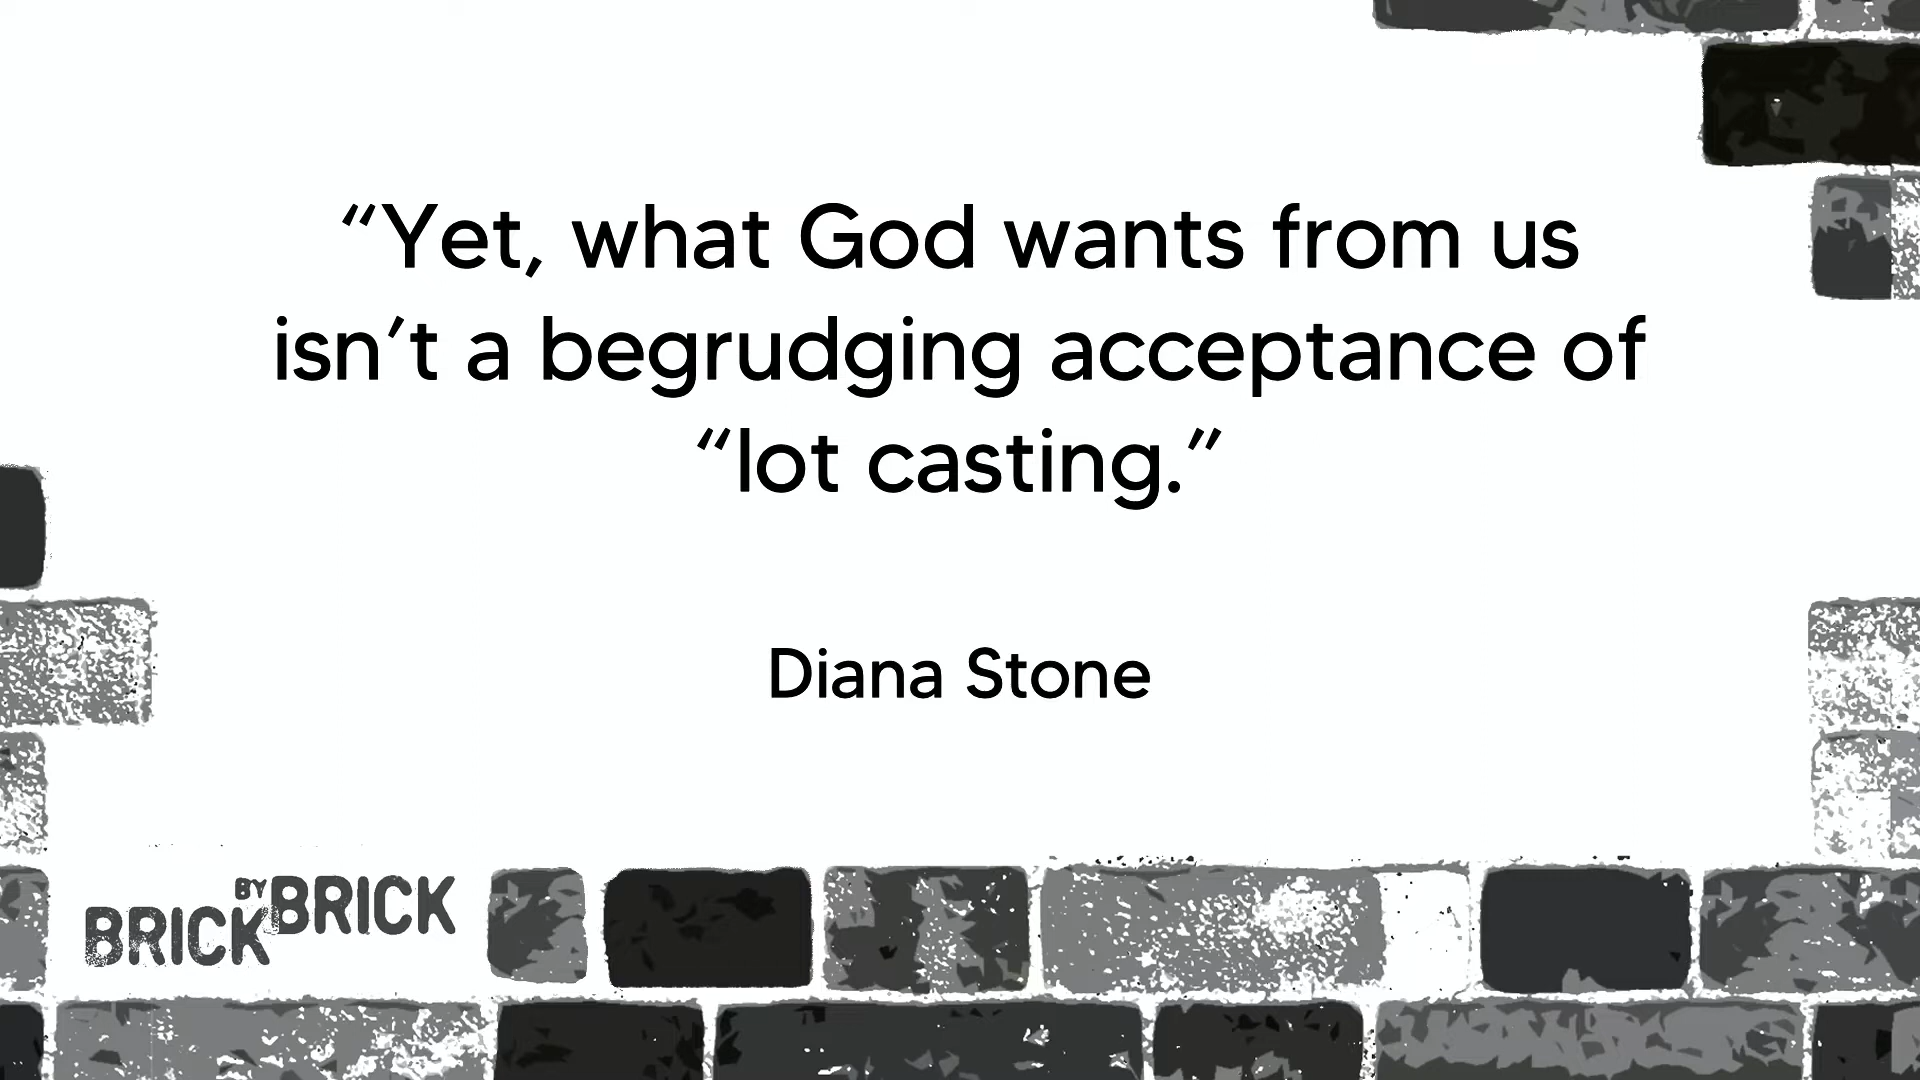 “Yet, what God wants from us
isn’t a begrudging acceptance of
“lot casting.”
Diana Stone
BRICK BY BRICK